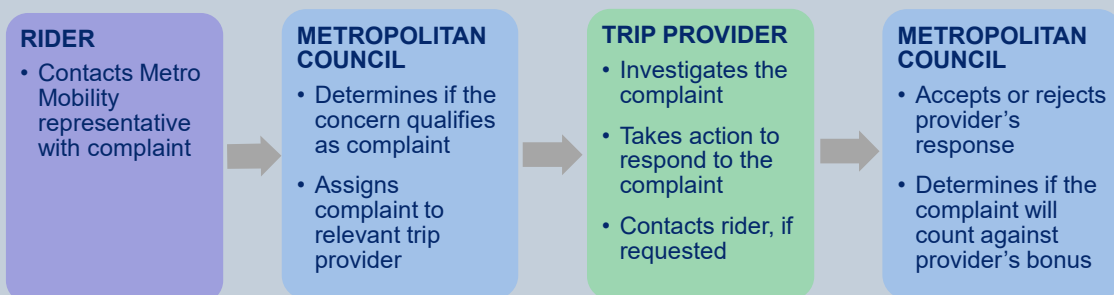 RIDER
• Contacts Metro
Mobility
representative
with complaint
METROPOLITAN
COUNCIL
• Determines if the
concern qualifies
as complaint
• Assigns
complaint to
relevant trip
provider
TRIP PROVIDER
• Investigates the
complaint
• Takes action to
respond to the
complaint
• Contacts rider, if
requested
METROPOLITAN
COUNCIL
• Accepts or rejects
provider’s
response
• Determines if the
complaint will
count against
provider’s bonus